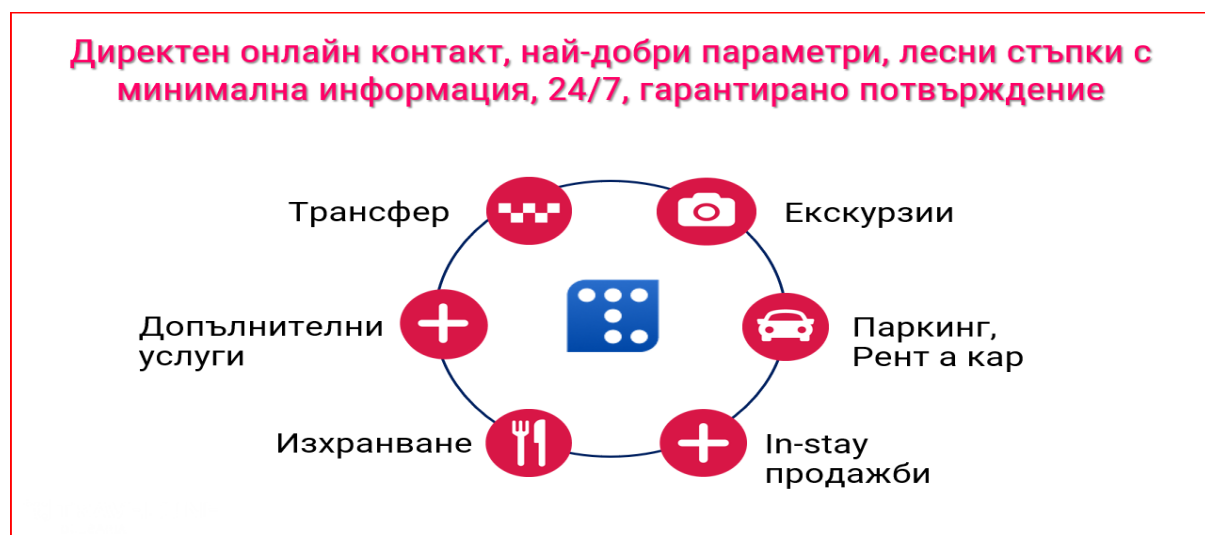 Директен онлайн контакт, най-добри параметри, лесни стъпки с
минимална информация, 24/7, гарантирано потвърждение
Трансфер
Екскурзии
Допълнителни
услуги
Паркинг,
Рент а кар
Изхранване
In-stay
продажби